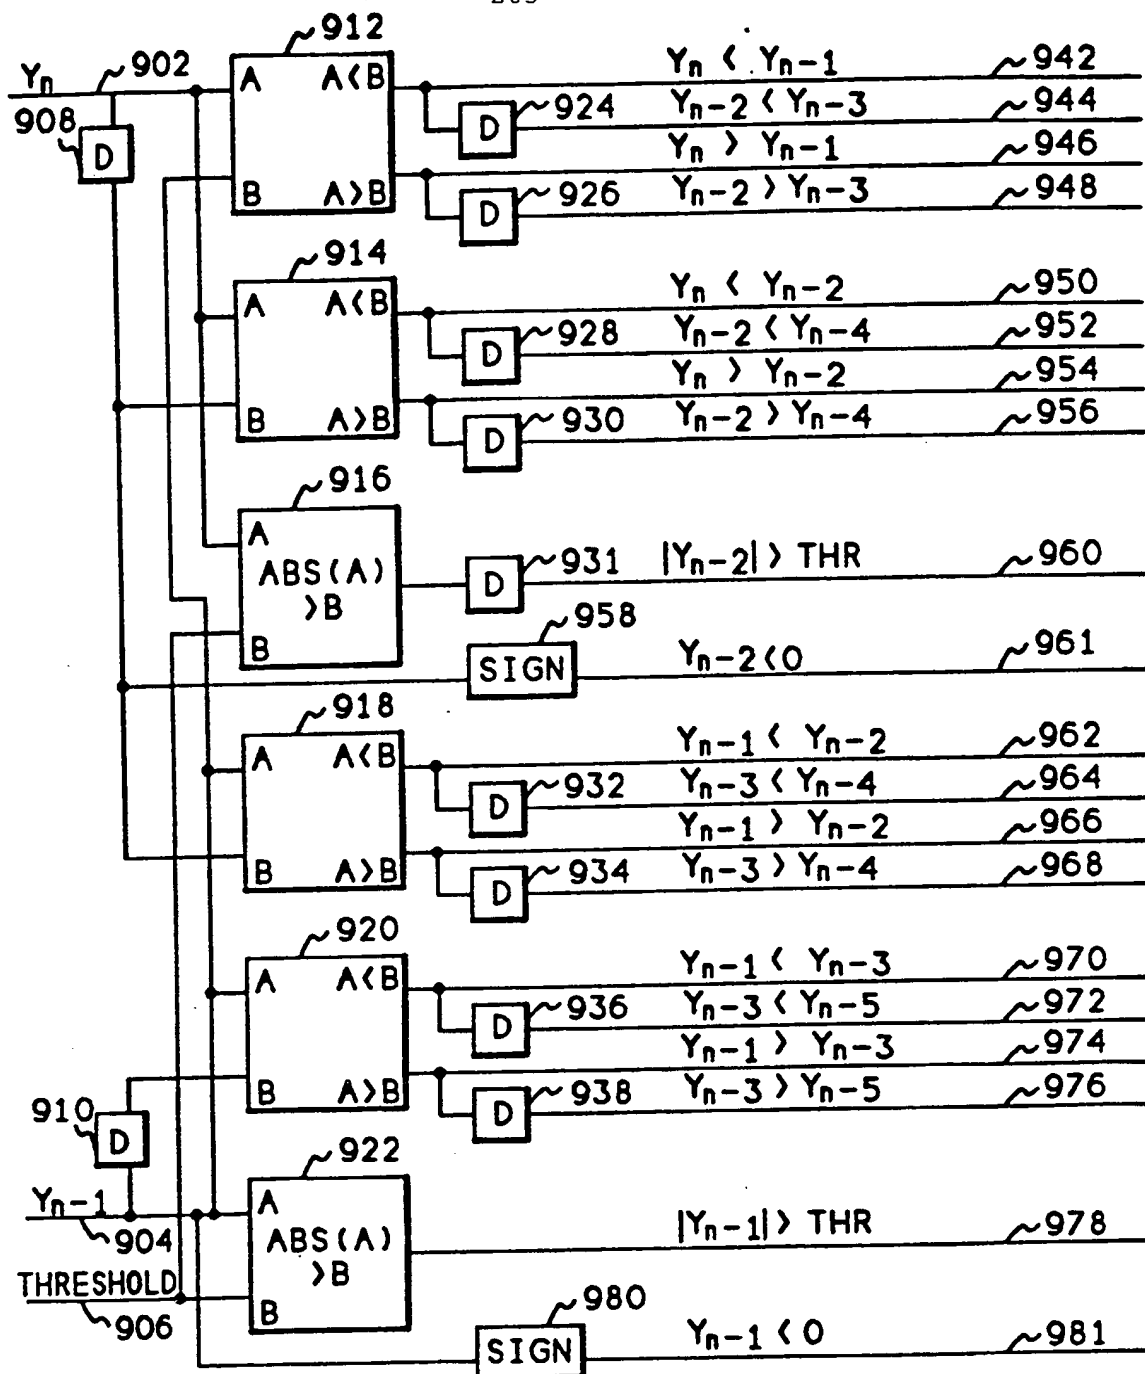 912
Yn 902 A A<B Yn < Yn-1 942
908 D 924 Yn-2 < Yn-3 944
D Yn > Yn-1 946
B A>B 926 Yn-2 > Yn-3 948
D
914
A A<B Yn < Yn-2 950
D 928 Yn-2 < Yn-4 952
Yn > Yn-2 954
B A>B D 930 Yn-2 > Yn-4 956
916
A
ABS(A) >B D 931 |Yn-2| > THR 960
B
958
SIGN Yn-2<0 961
918
A A<B Yn-1 < Yn-2 962
D 932 Yn-3 < Yn-4 964
Yn-1 > Yn-2 966
B A>B D 934 Yn-3 > Yn-4 968
920
A A<B Yn-1 < Yn-3 970
D 936 Yn-3 < Yn-5 972
Yn-1 > Yn-3 974
B A>B D 938 Yn-3 > Yn-5 976
910 D
922
Yn-1 A
904 ABS(A) >B |Yn-1| > THR 978
THRESHOLD B
906
980
SIGN Yn-1 < 0 981